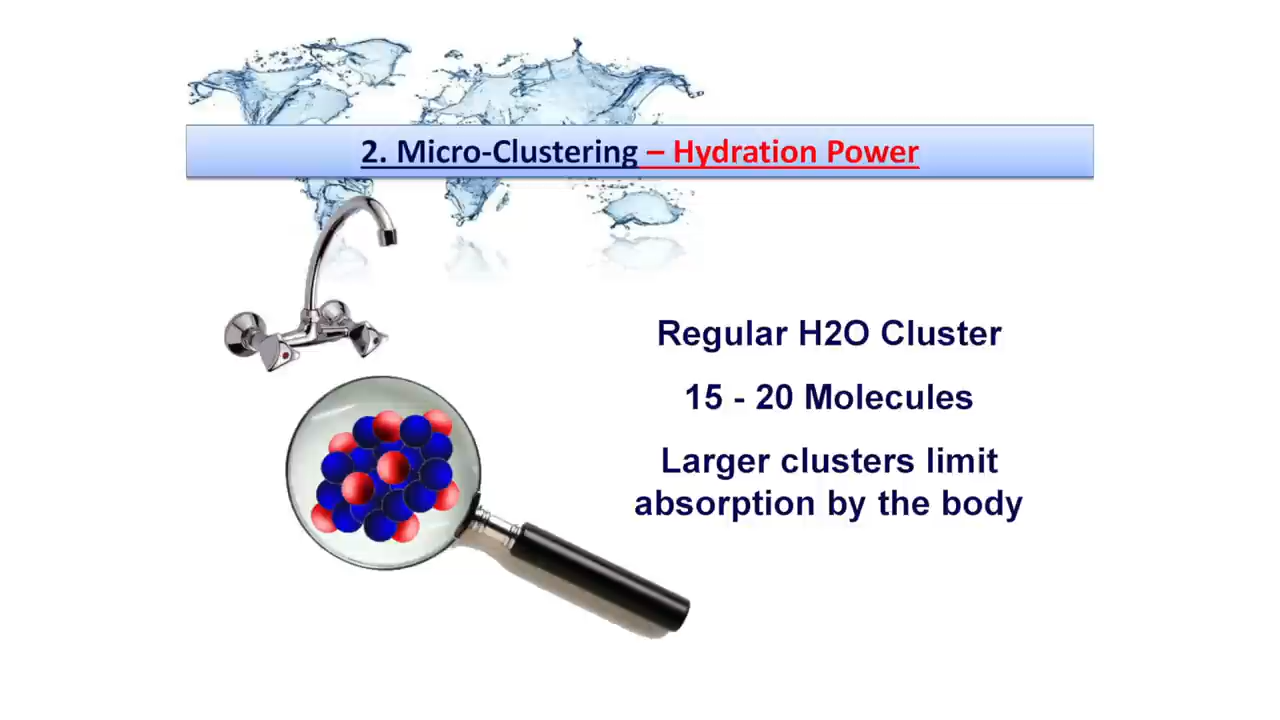 2. Micro-Clustering – Hydration Power
Regular H2O Cluster
15 - 20 Molecules
Larger clusters limit
absorption by the body